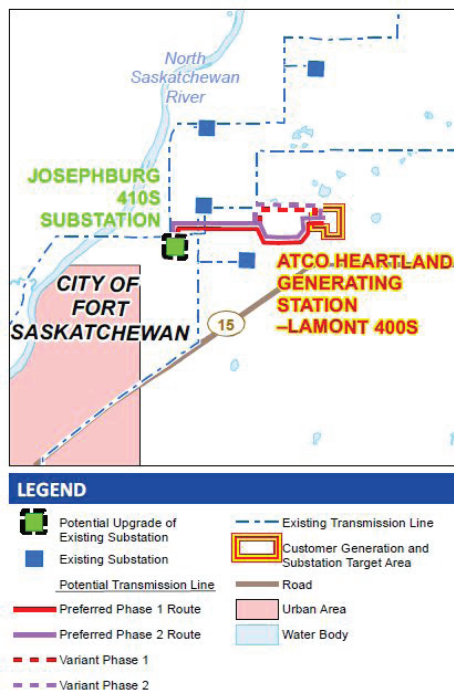 North
Saskatchewan
River
JOSEPHBURG
410S
SUBSTATION
ATCO HEARTLAND
GENERATING
STATION
–LAMONT 400S
CITY OF
FORT
SASKATCHEWAN
15
LEGEND
Potential Upgrade of
Existing Substation
Existing Substation
Potential Transmission Line
Preferred Phase 1 Route
Preferred Phase 2 Route
Variant Phase 1
Variant Phase 2
Existing Transmission Line
Customer Generation and
Substation Target Area
Road
Urban Area
Water Body